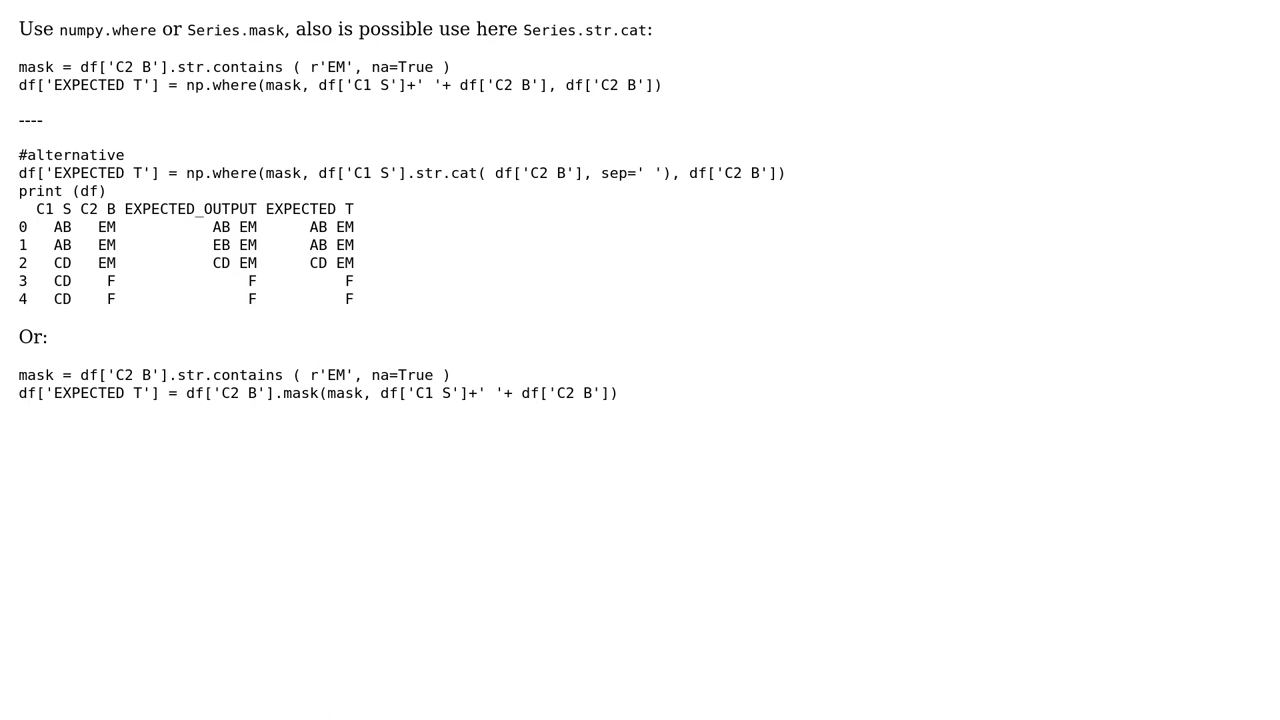 Use numpy.where or Series.mask, also is possible use here Series.str.cat:
mask = df['C2 B'].str.contains ( r'EM', na=True )
df['EXPECTED T'] = np.where(mask, df['C1 S']+' '+ df['C2 B'], df['C2 B'])
----
#alternative
df['EXPECTED T'] = np.where(mask, df['C1 S'].str.cat( df['C2 B'], sep=' '), df['C2 B'])
print (df)
  C1 S C2 B EXPECTED_OUTPUT EXPECTED T
0   AB   EM           AB EM      AB EM
1   AB   EM           EB EM      AB EM
2   CD   EM           CD EM      CD EM
3   CD    F               F          F
4   CD    F               F          F
Or:
mask = df['C2 B'].str.contains ( r'EM', na=True )
df['EXPECTED T'] = df['C2 B'].mask(mask, df['C1 S']+' '+ df['C2 B'])